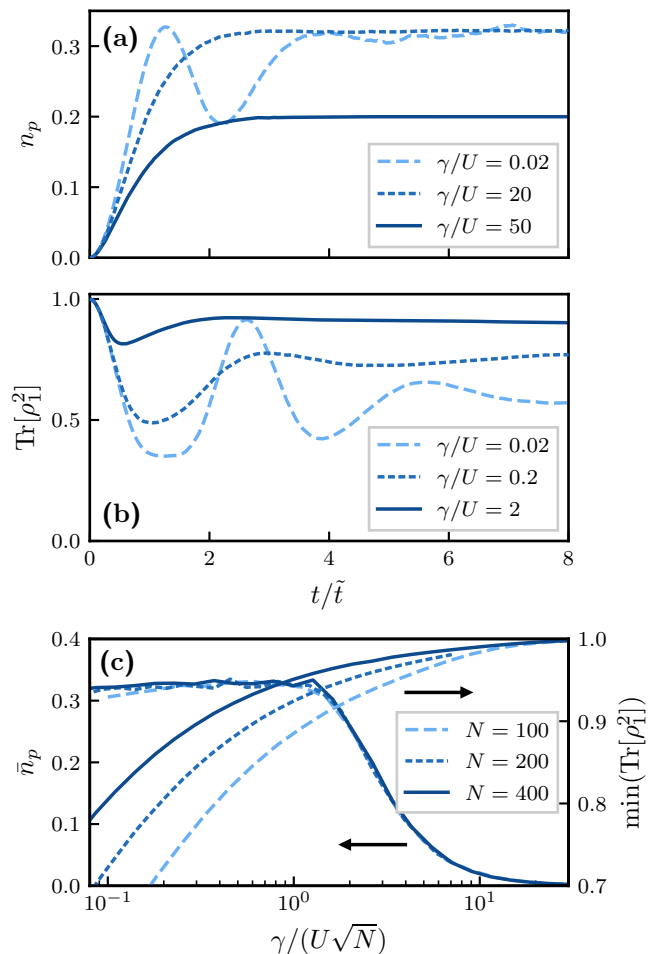 (a)
0.3
0.2
0.1
0.0
n_p
γ/U = 0.02
γ/U = 20
γ/U = 50
1.0
0.5
0.0
Tr[ρ_1^2]
γ/U = 0.02
γ/U = 0.2
γ/U = 2
(b)
0 2 4 6 8
t/t̃
(c)
0.4
0.3
0.2
0.1
0.0
n̄_p
1.0
0.9
0.8
0.7
min(Tr[ρ_1^2])
N = 100
N = 200
N = 400
10^{-1} 10^0 10^1
γ/(U√N)